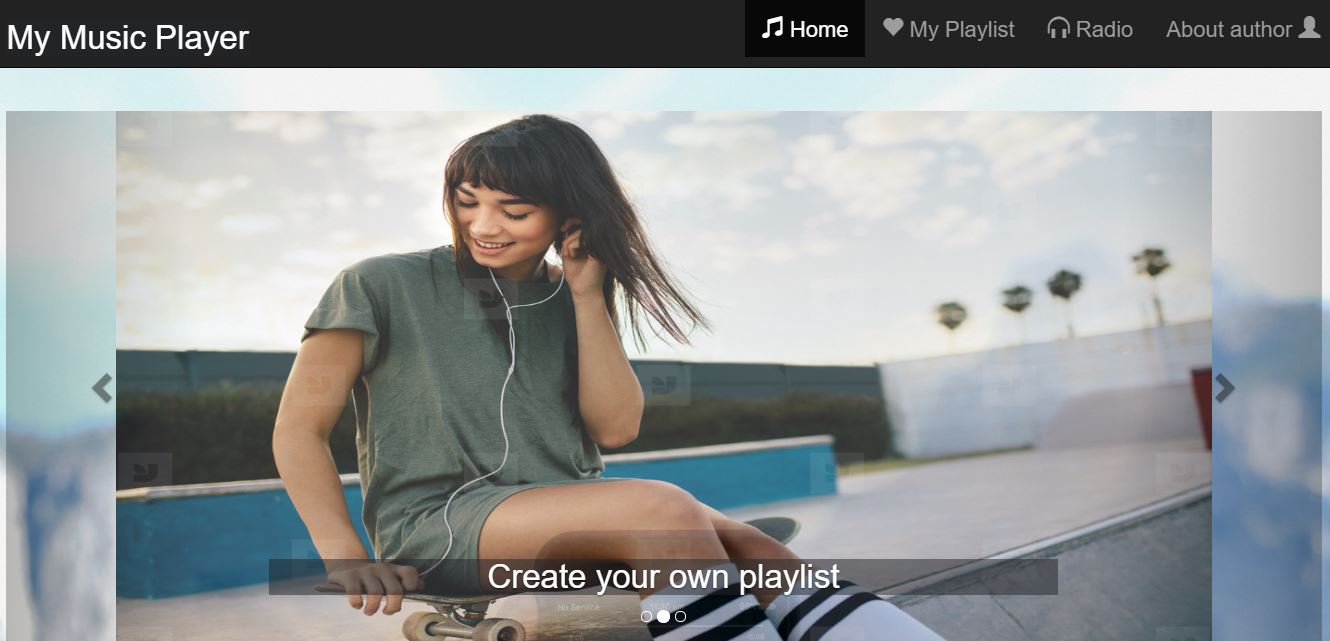 My Music Player
Home
My Playlist
Radio
About author
Create your own playlist
No Service